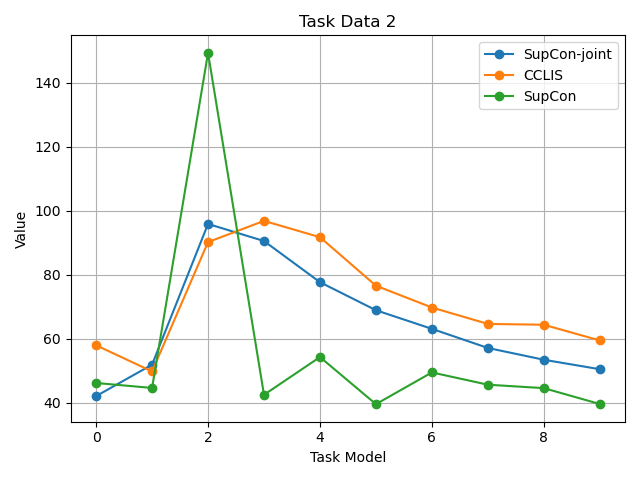 Task Data 2
SupCon-joint
CCLIS
SupCon
Value
140
120
100
80
60
40
0 2 4 6 8
Task Model